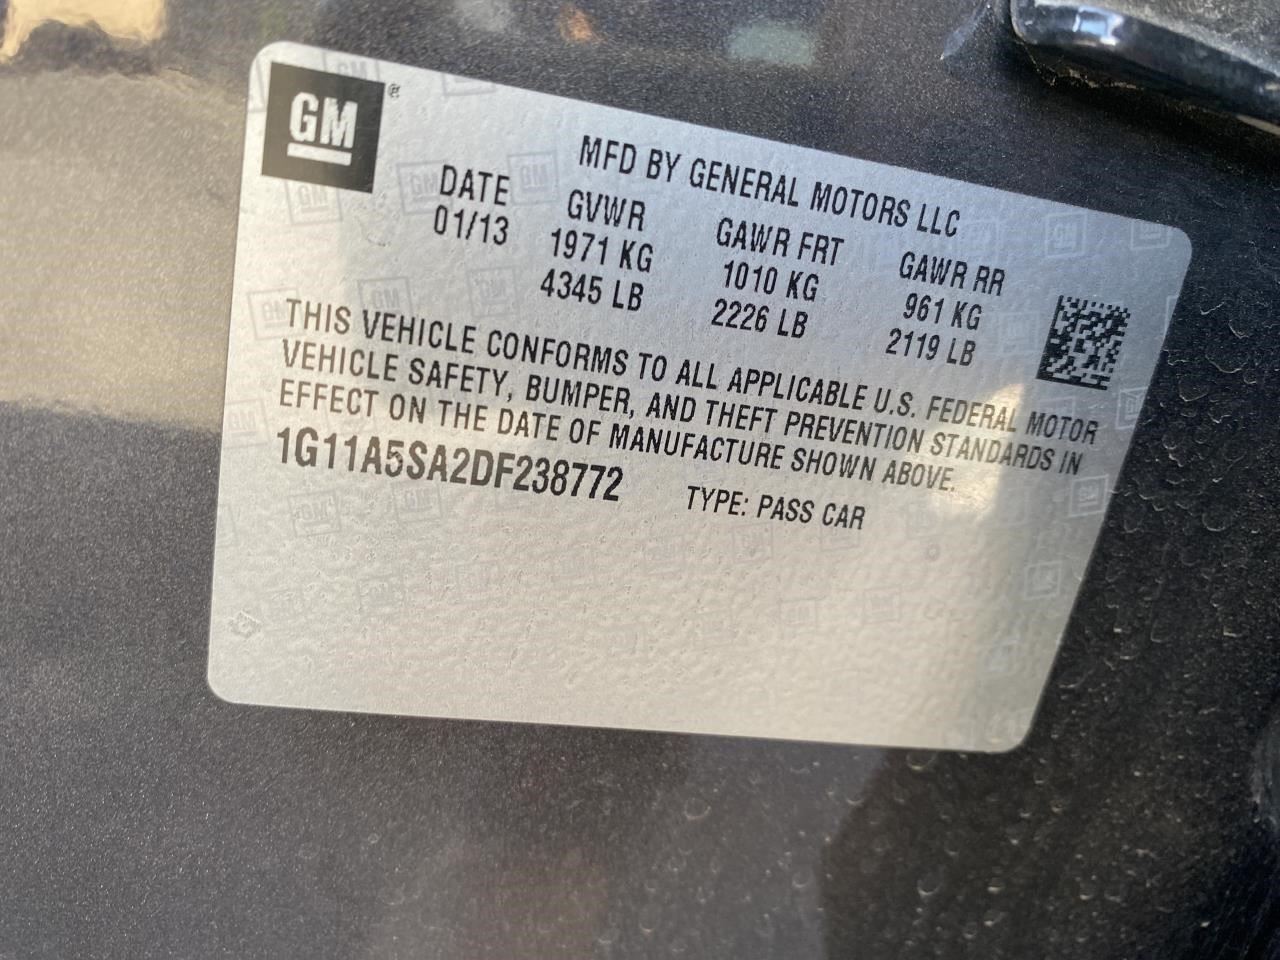 GM ®
MFD BY GENERAL MOTORS LLC
DATE GVWR GAWR FRT GAWR RR
01/13 1971 KG 1010 KG 961 KG
4345 LB 2226 LB 2119 LB
THIS VEHICLE CONFORMS TO ALL APPLICABLE U.S. FEDERAL MOTOR
VEHICLE SAFETY, BUMPER, AND THEFT PREVENTION STANDARDS IN
EFFECT ON THE DATE OF MANUFACTURE SHOWN ABOVE.
1G11A5SA2DF238772 TYPE: PASS CAR